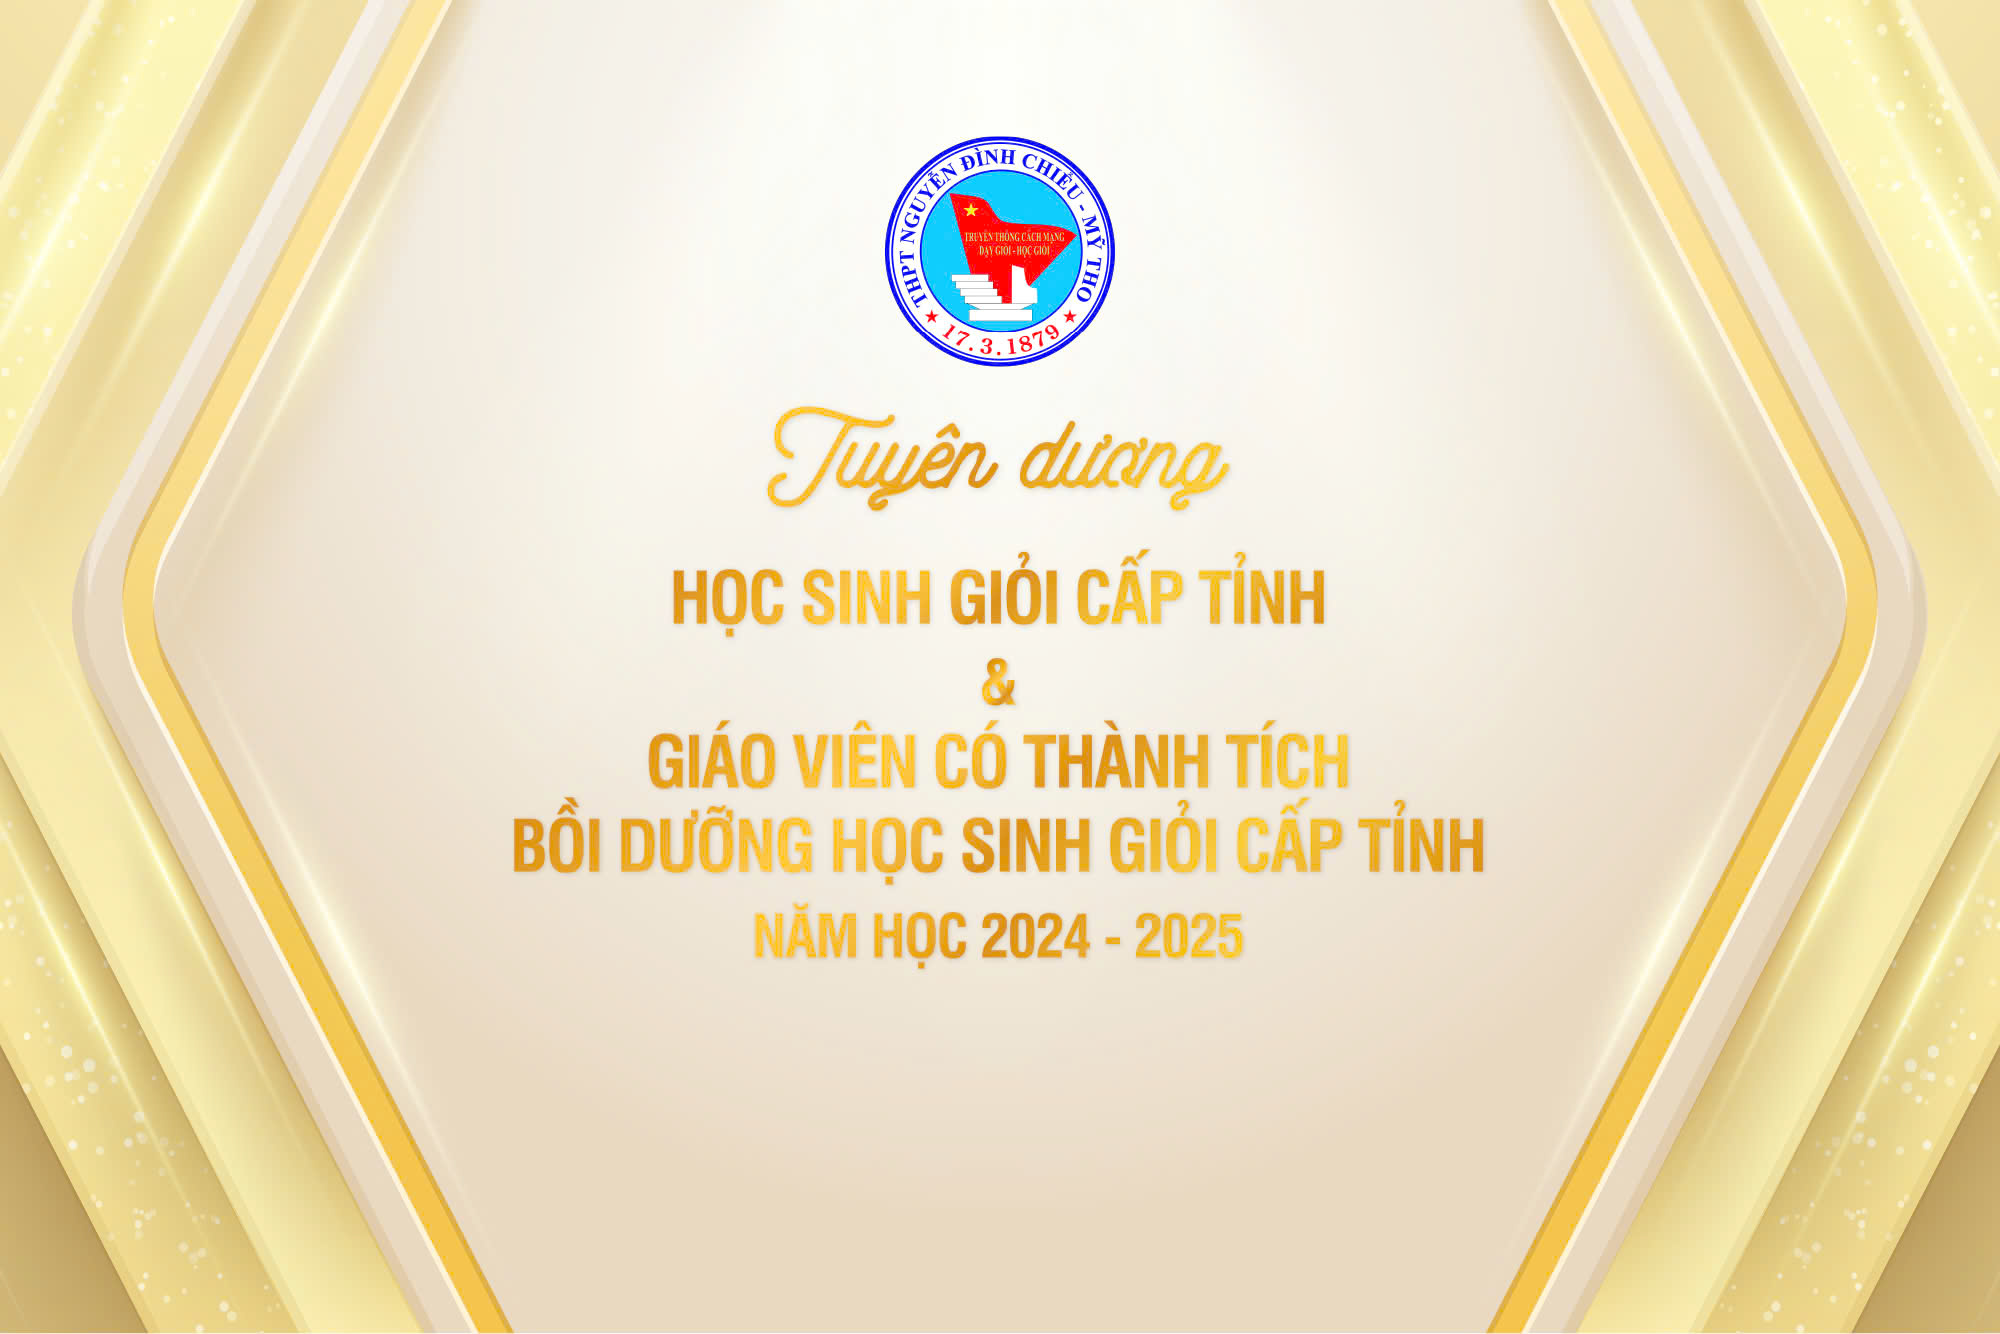 THPT NGUYỄN ĐÌNH CHIỂU - MỸ THO
TRUYỀN THỐNG CÁCH MẠNG
DẠY GIỎI - HỌC GIỎI
★ 17.3.1879 ★
Tuyên dương
HỌC SINH GIỎI CẤP TỈNH
&
GIÁO VIÊN CÓ THÀNH TÍCH
BỒI DƯỠNG HỌC SINH GIỎI CẤP TỈNH
NĂM HỌC 2024 - 2025